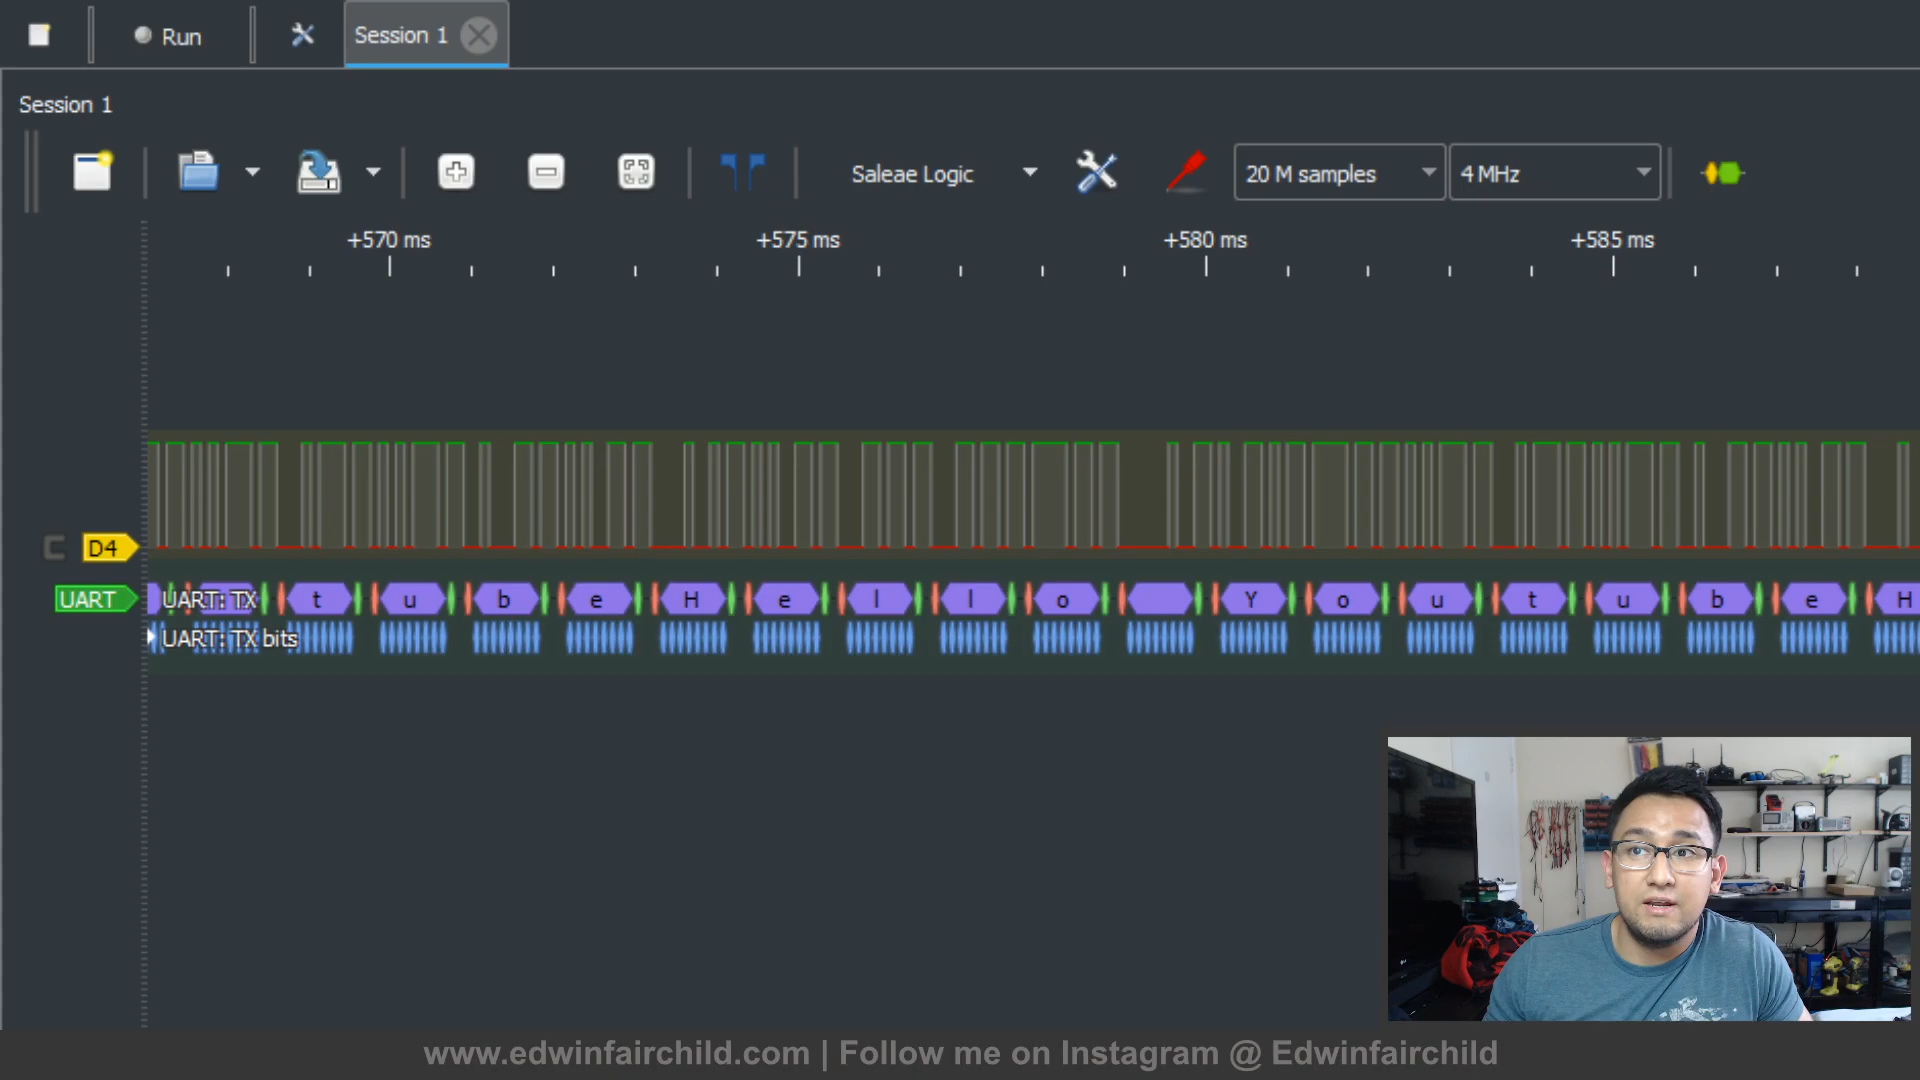 Run
Session 1
Session 1
Saleae Logic
20 M samples
4 MHz
+570 ms
+575 ms
+580 ms
+585 ms
D4
UART
UART: TX t u b e H e l l o Y o u t u b e H
UART: TX bits
www.edwinfairchild.com | Follow me on Instagram @ Edwinfairchild